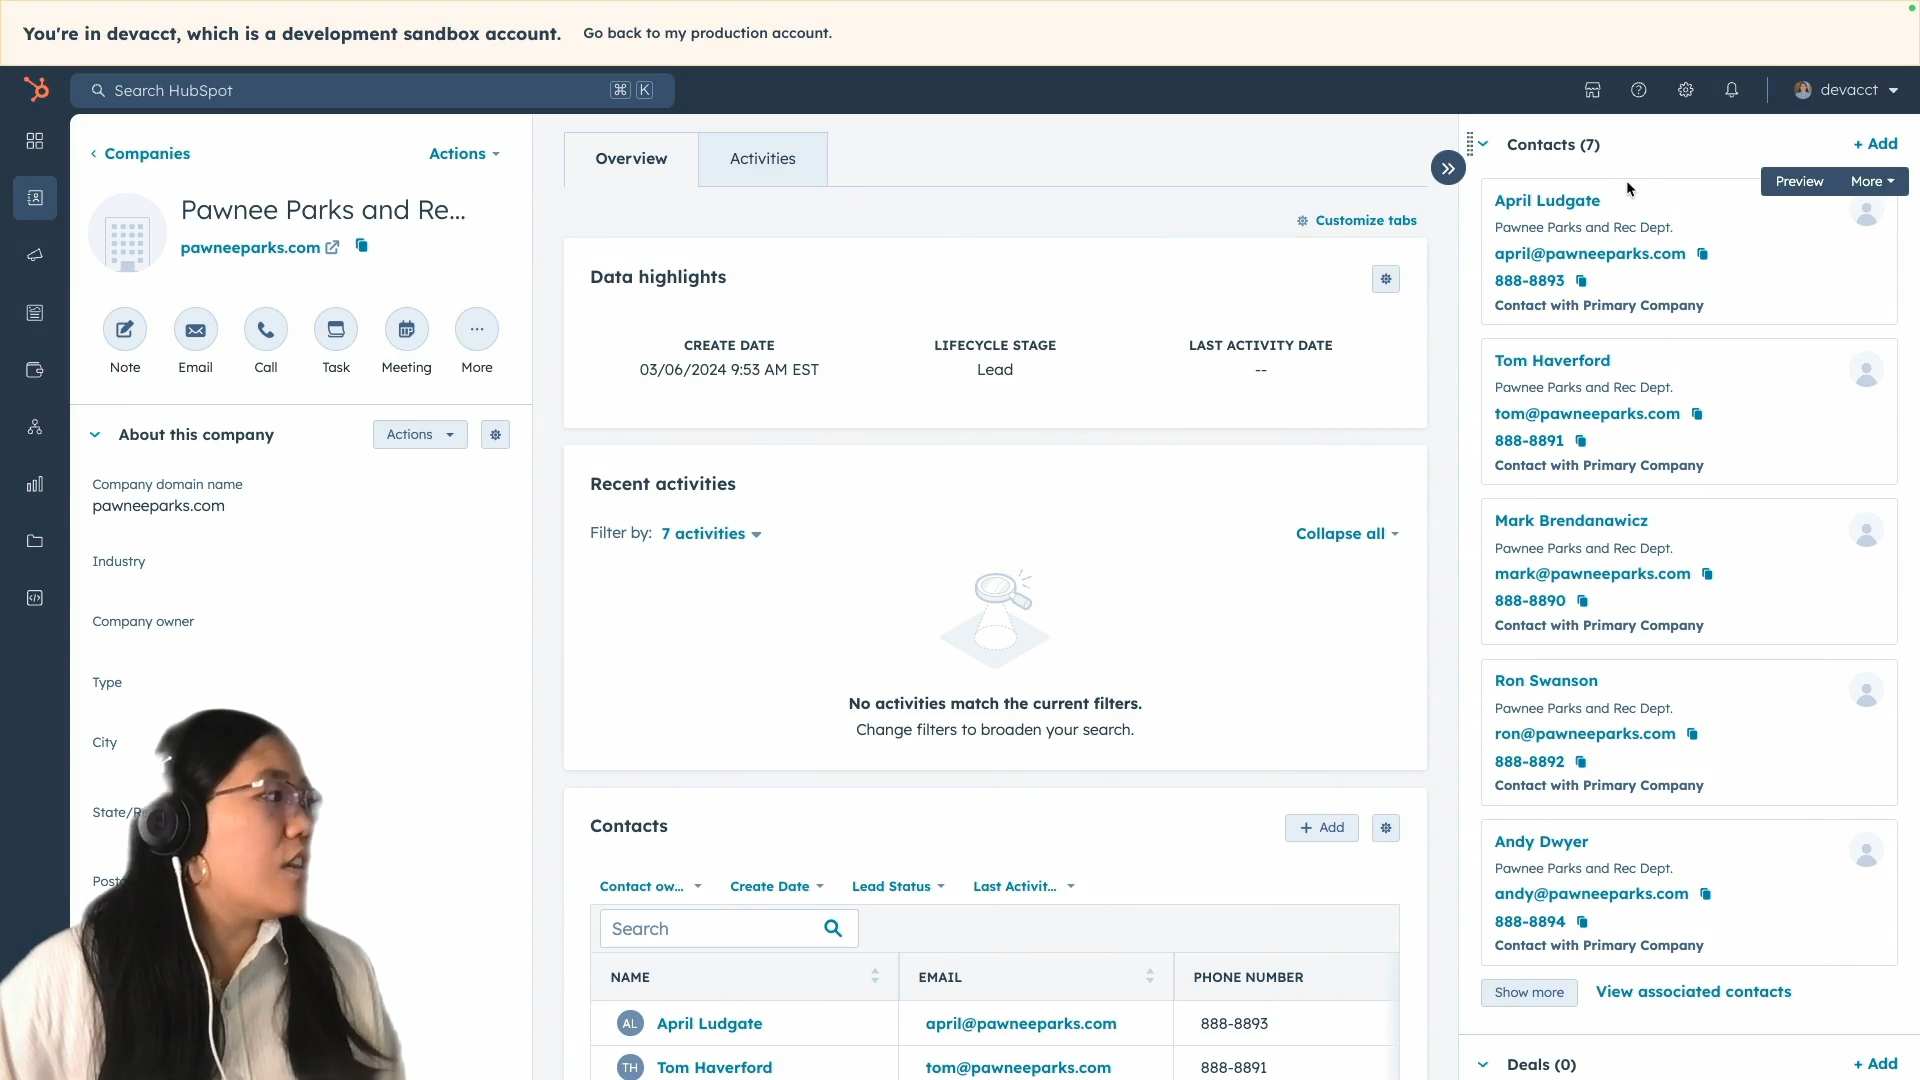 You're in devacct, which is a development sandbox account. Go back to my production account.
Search HubSpot ⌘ K
devacct
Companies
Actions
Pawnee Parks and Re...
pawneeparks.com
Note Email Call Task Meeting More
About this company
Actions
Company domain name
pawneeparks.com
Industry
Company owner
Type
City
Overview
Activities
Customize tabs
Data highlights
CREATE DATE
03/06/2024 9:53 AM EST
LIFECYCLE STAGE
Lead
LAST ACTIVITY DATE
--
Recent activities
Filter by: 7 activities
Collapse all
No activities match the current filters.
Change filters to broaden your search.
Contacts
+ Add
Contact ow... Create Date Lead Status Last Activit...
Search
NAME EMAIL PHONE NUMBER
AL April Ludgate april@pawneeparks.com 888-8893
TH Tom Haverford tom@pawneeparks.com 888-8891
Contacts (7)
+ Add
Preview More
April Ludgate
Pawnee Parks and Rec Dept.
april@pawneeparks.com
888-8893
Contact with Primary Company
Tom Haverford
Pawnee Parks and Rec Dept.
tom@pawneeparks.com
888-8891
Contact with Primary Company
Mark Brendanawicz
Pawnee Parks and Rec Dept.
mark@pawneeparks.com
888-8890
Contact with Primary Company
Ron Swanson
Pawnee Parks and Rec Dept.
ron@pawneeparks.com
888-8892
Contact with Primary Company
Andy Dwyer
Pawnee Parks and Rec Dept.
andy@pawneeparks.com
888-8894
Contact with Primary Company
Show more
View associated contacts
Deals (0)
+ Add